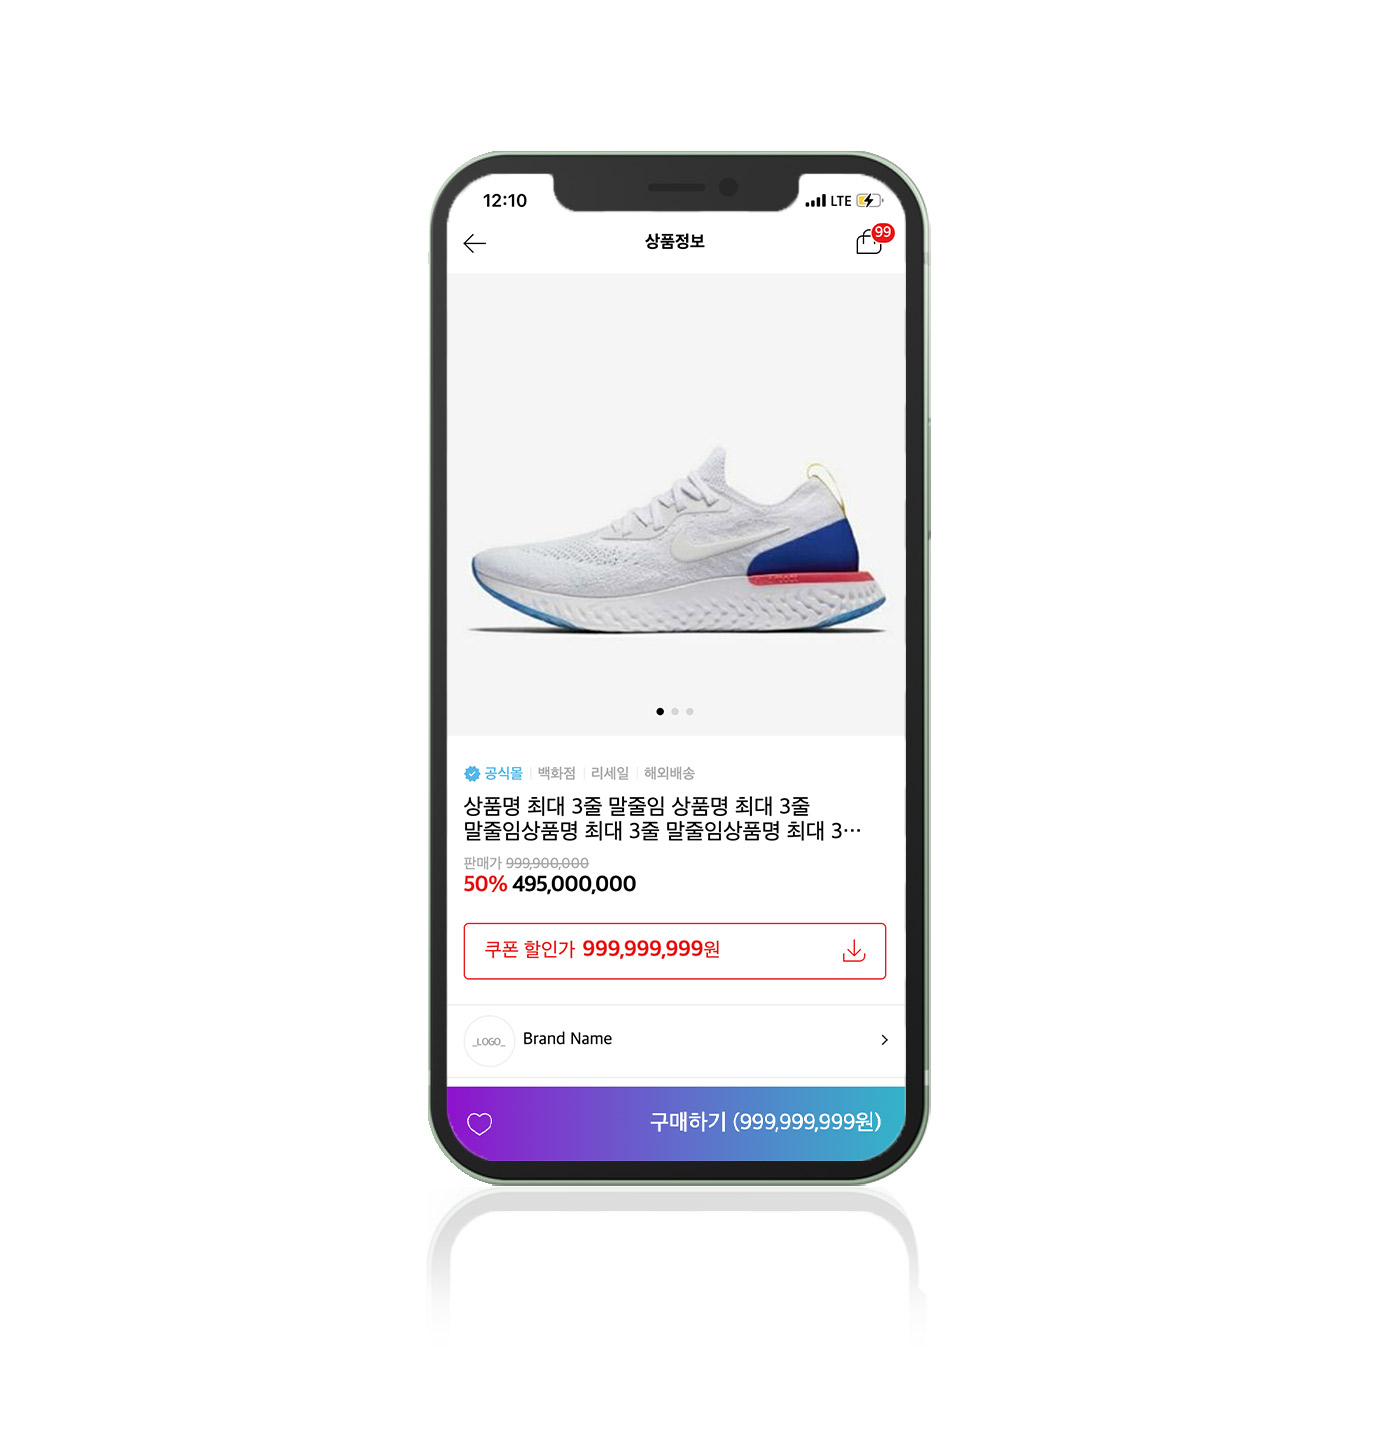 12:10 LTE
상품정보 99
공식몰 백화점 리세일 해외배송
상품명 최대 3줄 말줄임 상품명 최대 3줄
말줄임상품명 최대 3줄 말줄임상품명 최대 3…
판매가 999,900,000
50% 495,000,000
쿠폰 할인가 999,999,999원
_LOGO_ Brand Name
구매하기 (999,999,999원)